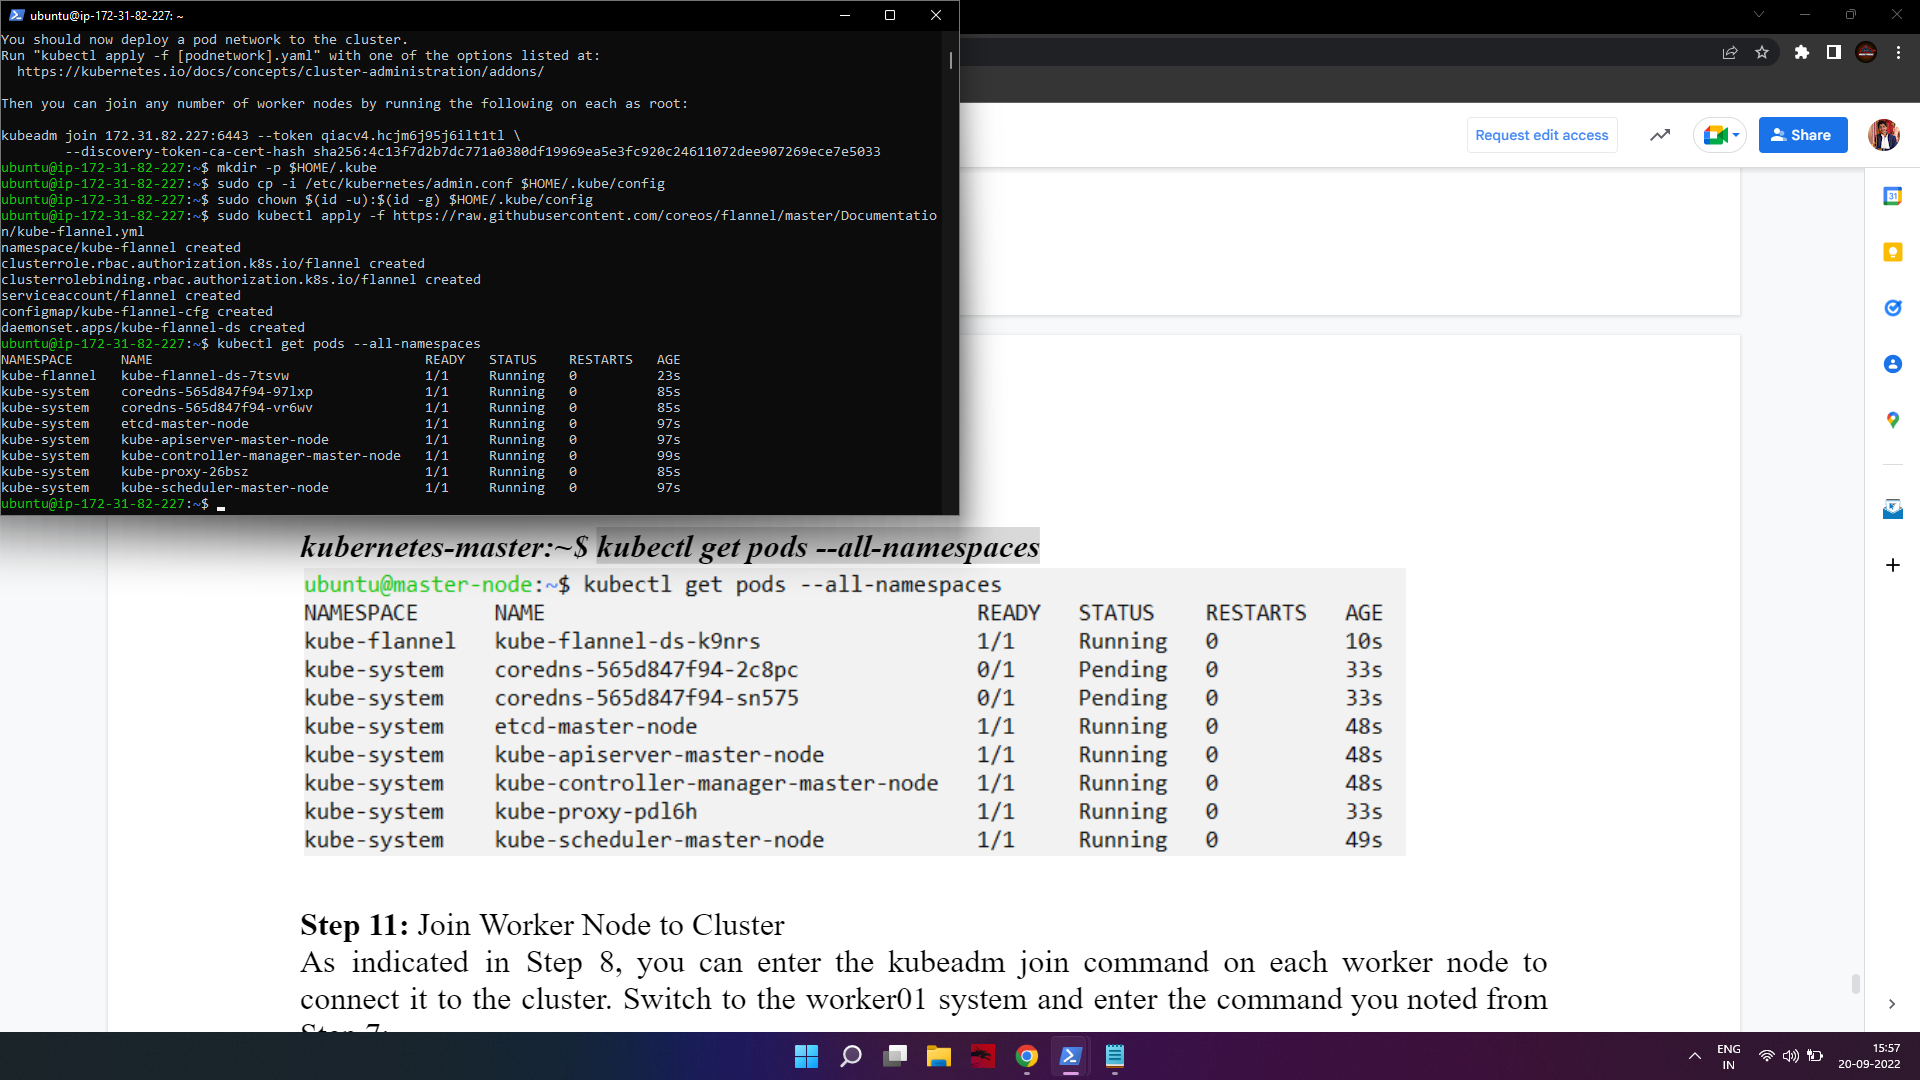 ubuntu@ip-172-31-82-227: ~
You should now deploy a pod network to the cluster.
Run "kubectl apply -f [podnetwork].yaml" with one of the options listed at:
  https://kubernetes.io/docs/concepts/cluster-administration/addons/
Then you can join any number of worker nodes by running the following on each as root:
kubeadm join 172.31.82.227:6443 --token qiacv4.hcjm6j95j6ilt1tl \
        --discovery-token-ca-cert-hash sha256:4c13f7d2b7dc771a0380df19969ea5e3fc920c24611072dee907269ece7e5033
ubuntu@ip-172-31-82-227:~$ mkdir -p $HOME/.kube
ubuntu@ip-172-31-82-227:~$ sudo cp -i /etc/kubernetes/admin.conf $HOME/.kube/config
ubuntu@ip-172-31-82-227:~$ sudo chown $(id -u):$(id -g) $HOME/.kube/config
ubuntu@ip-172-31-82-227:~$ sudo kubectl apply -f https://raw.githubusercontent.com/coreos/flannel/master/Documentatio
n/kube-flannel.yml
namespace/kube-flannel created
clusterrole.rbac.authorization.k8s.io/flannel created
clusterrolebinding.rbac.authorization.k8s.io/flannel created
serviceaccount/flannel created
configmap/kube-flannel-cfg created
daemonset.apps/kube-flannel-ds created
ubuntu@ip-172-31-82-227:~$ kubectl get pods --all-namespaces
NAMESPACE      NAME                                  READY   STATUS    RESTARTS   AGE
kube-flannel   kube-flannel-ds-7tsvw                 1/1     Running   0          23s
kube-system    coredns-565d847f94-97lxp              1/1     Running   0          85s
kube-system    coredns-565d847f94-vr6wv              1/1     Running   0          85s
kube-system    etcd-master-node                      1/1     Running   0          97s
kube-system    kube-apiserver-master-node            1/1     Running   0          97s
kube-system    kube-controller-manager-master-node   1/1     Running   0          99s
kube-system    kube-proxy-26bsz                      1/1     Running   0          85s
kube-system    kube-scheduler-master-node            1/1     Running   0          97s
ubuntu@ip-172-31-82-227:~$
Request edit access
Share
31
kubernetes-master:~$ kubectl get pods --all-namespaces
ubuntu@master-node:~$ kubectl get pods --all-namespaces
NAMESPACE      NAME                                  READY   STATUS    RESTARTS   AGE
kube-flannel   kube-flannel-ds-k9nrs                 1/1     Running   0          10s
kube-system    coredns-565d847f94-2c8pc              0/1     Pending   0          33s
kube-system    coredns-565d847f94-sn575              0/1     Pending   0          33s
kube-system    etcd-master-node                      1/1     Running   0          48s
kube-system    kube-apiserver-master-node            1/1     Running   0          48s
kube-system    kube-controller-manager-master-node   1/1     Running   0          48s
kube-system    kube-proxy-pdl6h                      1/1     Running   0          33s
kube-system    kube-scheduler-master-node            1/1     Running   0          49s
Step 11: Join Worker Node to Cluster
As indicated in Step 8, you can enter the kubeadm join command on each worker node to
connect it to the cluster. Switch to the worker01 system and enter the command you noted from
Step 7:
ENG
IN
15:57
20-09-2022